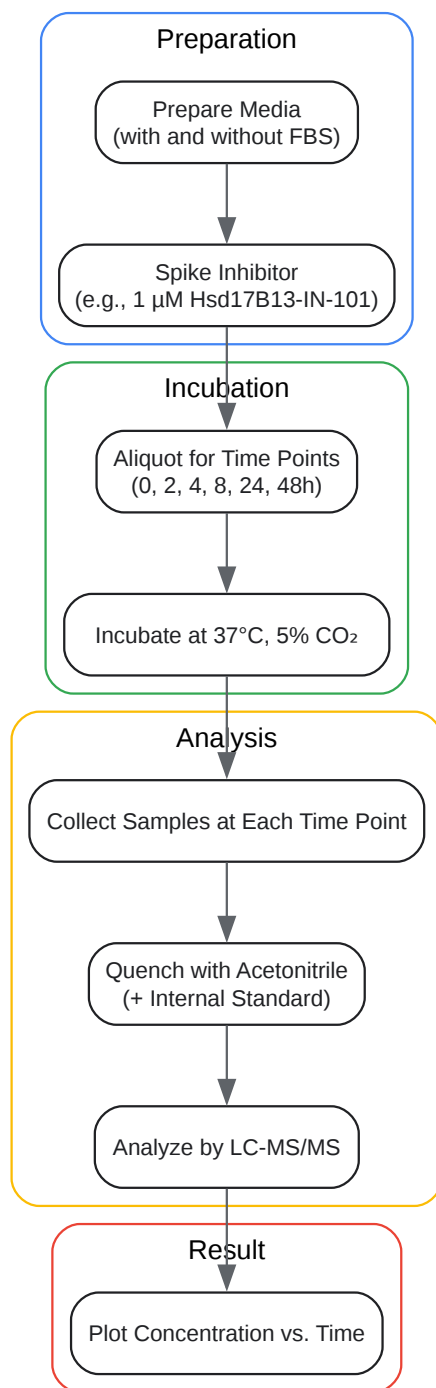 Preparation
Prepare Media
(with and without FBS)
Spike Inhibitor
(e.g., 1 µM Hsd17B13-IN-101)
Incubation
Aliquot for Time Points
(0, 2, 4, 8, 24, 48h)
Incubate at 37°C, 5% CO₂
Analysis
Collect Samples at Each Time Point
Quench with Acetonitrile
(+ Internal Standard)
Analyze by LC-MS/MS
Result
Plot Concentration vs. Time